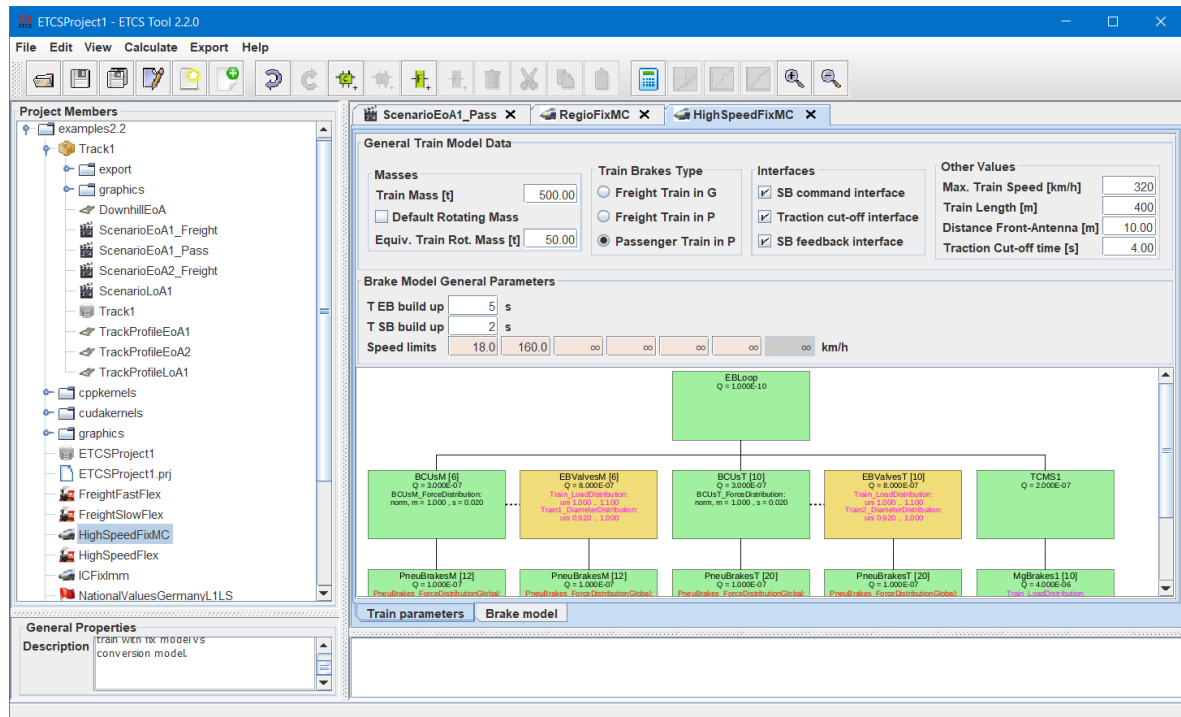 ETCSProject1 - ETCS Tool 2.2.0
File Edit View Calculate Export Help
Project Members
examples2.2
Track1
export
graphics
DownhillEoA
ScenarioEoA1_Freight
ScenarioEoA1_Pass
ScenarioEoA2_Freight
ScenarioLoA1
Track1
TrackProfileEoA1
TrackProfileEoA2
TrackProfileLoA1
cppkernels
cudakernels
graphics
ETCSProject1
ETCSProject1.prj
FreightFastFlex
FreightSlowFlex
HighSpeedFixMC
HighSpeedFlex
ICFixImm
NationalValuesGermanyL1LS
General Properties
Description
train with fix model vs
conversion model.
ScenarioEoA1_Pass RegioFixMC HighSpeedFixMC
General Train Model Data
Masses
Train Mass [t] 500.00
Default Rotating Mass
Equiv. Train Rot. Mass [t] 50.00
Train Brakes Type
Freight Train in G
Freight Train in P
Passenger Train in P
Interfaces
SB command interface
Traction cut-off interface
SB feedback interface
Other Values
Max. Train Speed [km/h] 320
Train Length [m] 400
Distance Front-Antenna [m] 10.00
Traction Cut-off time [s] 4.00
Brake Model General Parameters
T EB build up 5 s
T SB build up 2 s
Speed limits 18.0 160.0 ∞ ∞ ∞ ∞ ∞ km/h
EBLoop
Q = 1.000E-10
BCUsM [6]
Q = 3.000E-07
BCUsM_ForceDistribution:
norm, m = 1.000 , s = 0.020
EBValvesM [6]
Q = 8.000E-07
Train_LoadDistribution:
uni 1.000 .. 1.100
Train1_DiameterDistribution:
uni 0.920 .. 1.000
BCUsT [10]
Q = 3.000E-07
BCUsT_ForceDistribution:
norm, m = 1.000 , s = 0.020
EBValvesT [10]
Q = 8.000E-07
Train_LoadDistribution:
uni 1.000 .. 1.100
Train2_DiameterDistribution:
uni 0.920 .. 1.000
TCMS1
Q = 2.000E-07
PneuBrakesM [12]
Q = 1.000E-07
PneuBrakes_ForceDistributionGlobal:
PneuBrakesM [12]
Q = 1.000E-07
PneuBrakes_ForceDistributionGlobal:
PneuBrakesT [20]
Q = 1.000E-07
PneuBrakes_ForceDistributionGlobal:
PneuBrakesT [20]
Q = 1.000E-07
PneuBrakes_ForceDistributionGlobal:
MgBrakes1 [10]
Q = 4.000E-06
Train_LoadDistribution:
Train parameters Brake model